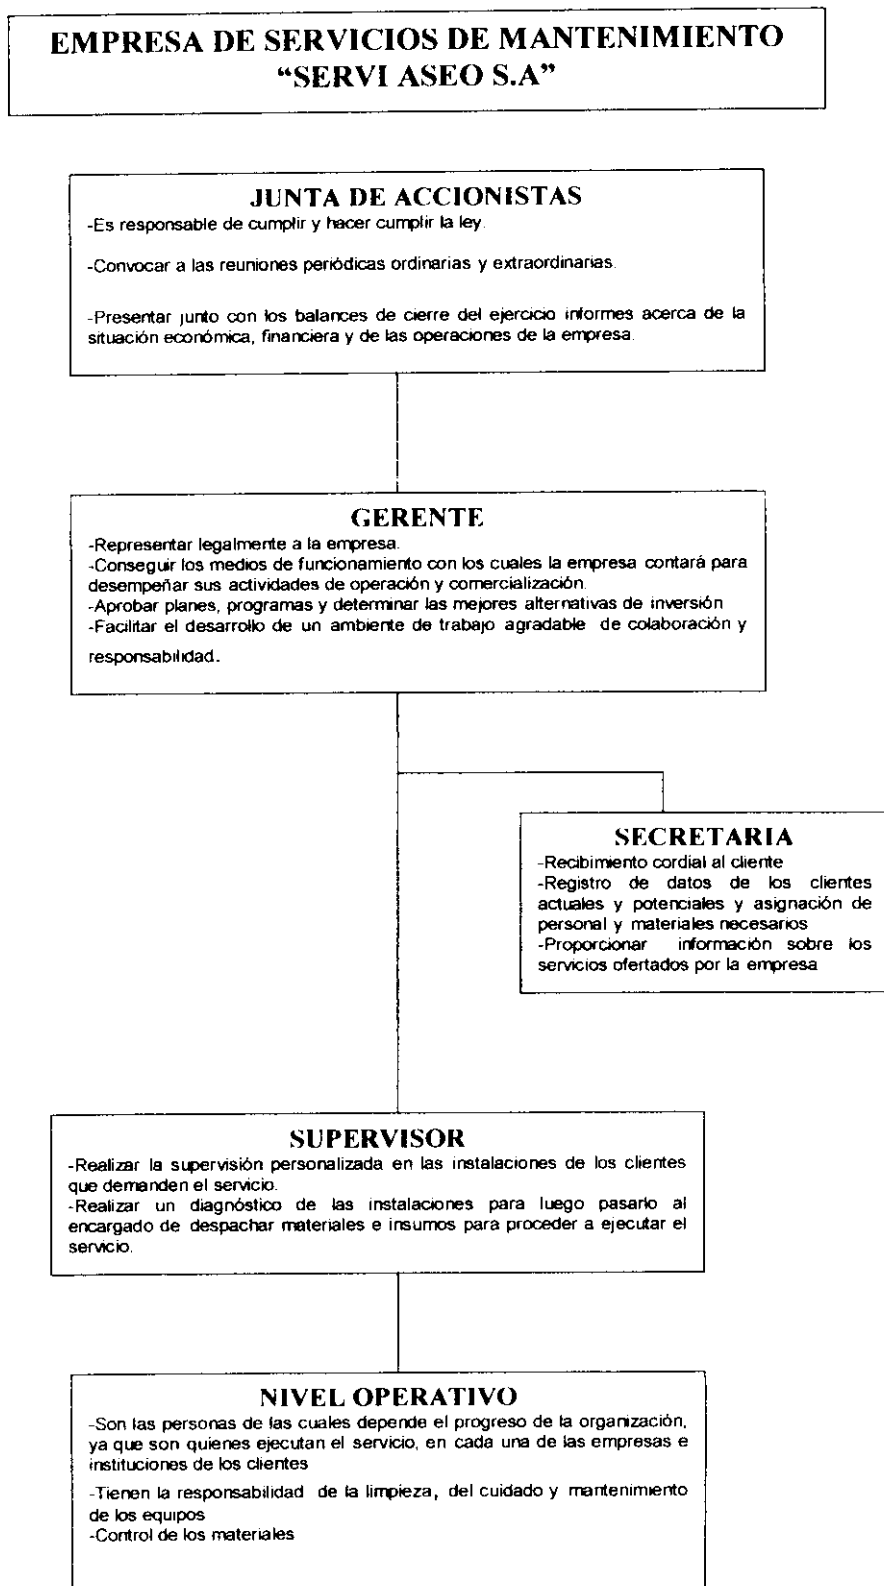 EMPRESA DE SERVICIOS DE MANTENIMIENTO
“SERVI ASEO S.A”
JUNTA DE ACCIONISTAS
-Es responsable de cumplir y hacer cumplir la ley.
-Convocar a las reuniones periódicas ordinarias y extraordinarias.
-Presentar junto con los balances de cierre del ejercicio informes acerca de la
situación económica, financiera y de las operaciones de la empresa.
GERENTE
-Representar legalmente a la empresa.
-Conseguir los medios de funcionamiento con los cuales la empresa contará para
desempeñar sus actividades de operación y comercialización.
-Aprobar planes, programas y determinar las mejores alternativas de inversión
-Facilitar el desarrollo de un ambiente de trabajo agradable de colaboración y
responsabilidad.
SECRETARIA
-Recibimiento cordial al cliente
-Registro de datos de los clientes
actuales y potenciales y asignación de
personal y materiales necesarios
-Proporcionar información sobre los
servicios ofertados por la empresa
SUPERVISOR
-Realizar la supervisión personalizada en las instalaciones de los clientes
que demanden el servicio.
-Realizar un diagnóstico de las instalaciones para luego pasarlo al
encargado de despachar materiales e insumos para proceder a ejecutar el
servicio.
NIVEL OPERATIVO
-Son las personas de las cuales depende el progreso de la organización,
ya que son quienes ejecutan el servicio, en cada una de las empresas e
instituciones de los clientes
-Tienen la responsabilidad de la limpieza, del cuidado y mantenimiento
de los equipos
-Control de los materiales